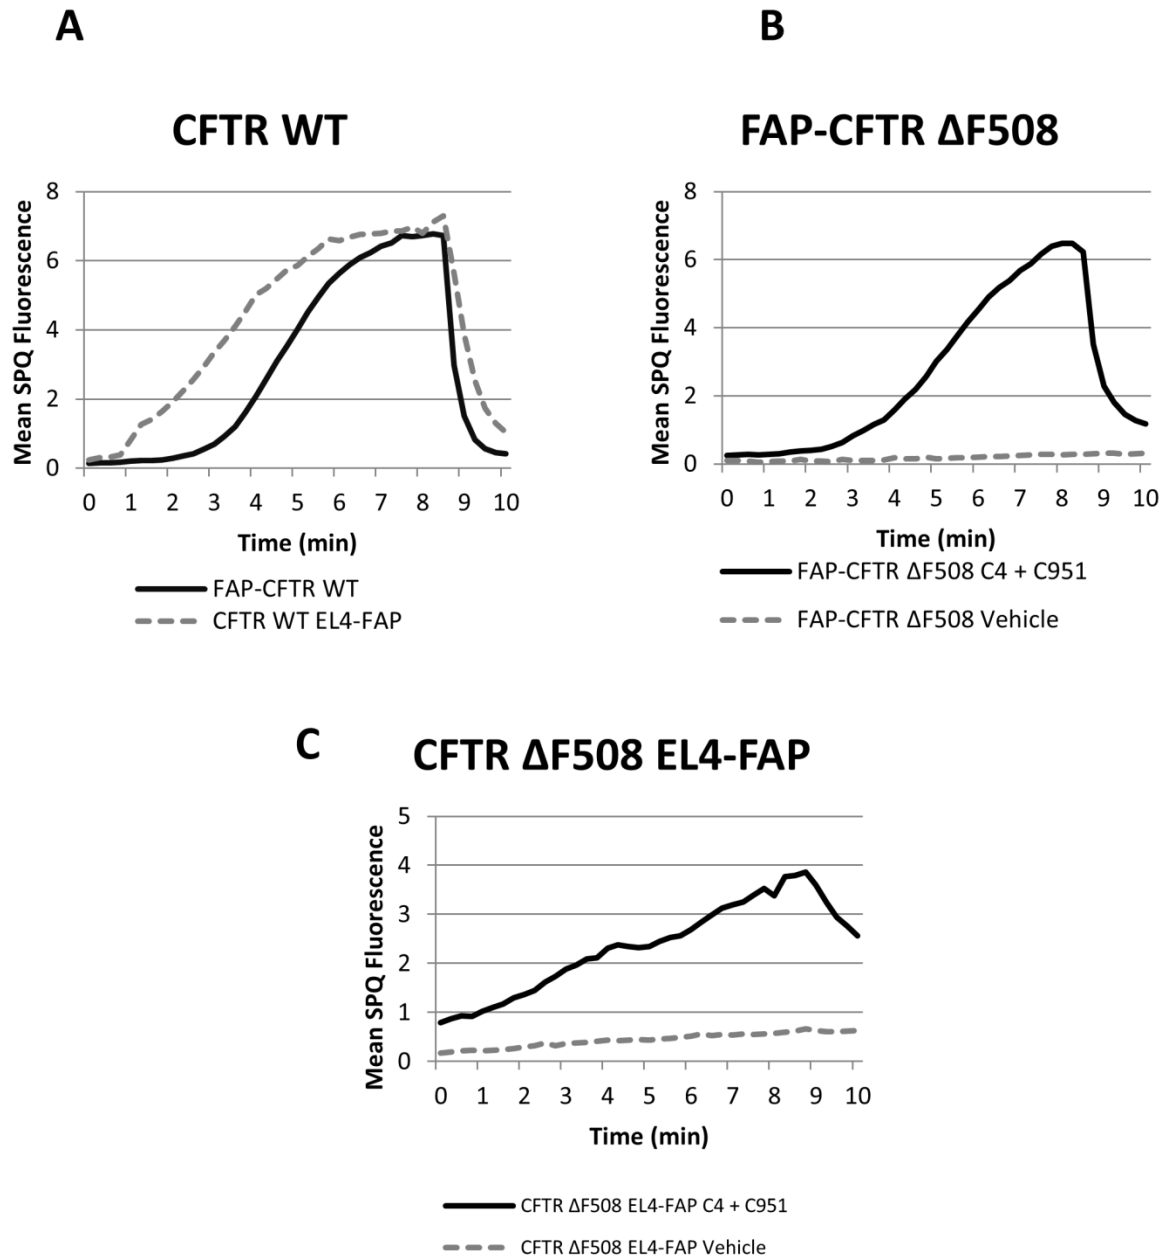 A
B
CFTR WT
FAP-CFTR ΔF508
Mean SPQ Fluorescence
8
6
4
2
0
0 1 2 3 4 5 6 7 8 9 10
Time (min)
FAP-CFTR WT
CFTR WT EL4-FAP
Mean SPQ Fluorescence
8
6
4
2
0
0 1 2 3 4 5 6 7 8 9 10
Time (min)
FAP-CFTR ΔF508 C4 + C951
FAP-CFTR ΔF508 Vehicle
C
CFTR ΔF508 EL4-FAP
Mean SPQ Fluorescence
5
4
3
2
1
0
0 1 2 3 4 5 6 7 8 9 10
Time (min)
CFTR ΔF508 EL4-FAP C4 + C951
CFTR ΔF508 EL4-FAP Vehicle